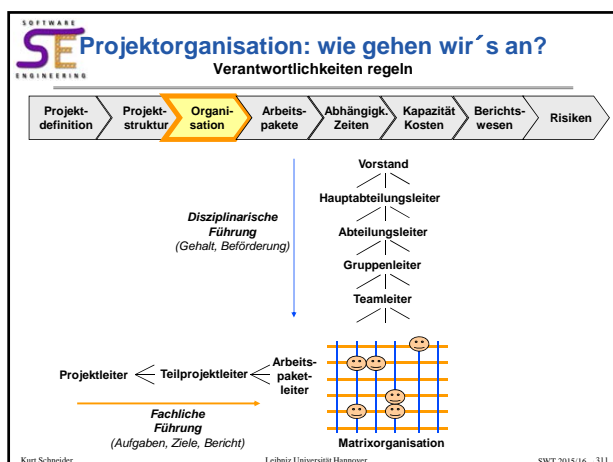 SOFTWARE
SE
ENGINEERING
Projektorganisation: wie gehen wir´s an?
Verantwortlichkeiten regeln
Projekt-
definition
Projekt-
struktur
Organi-
sation
Arbeits-
pakete
Abhängigk.
Zeiten
Kapazität
Kosten
Berichts-
wesen
Risiken
Vorstand
Hauptabteilungsleiter
Disziplinarische
Führung
(Gehalt, Beförderung)
Abteilungsleiter
Gruppenleiter
Teamleiter
Projektleiter
Teilprojektleiter
Arbeits-
paket-
leiter
Fachliche
Führung
(Aufgaben, Ziele, Bericht)
Matrixorganisation
Kurt Schneider
Leibniz Universität Hannover
SWT 2015/16 311